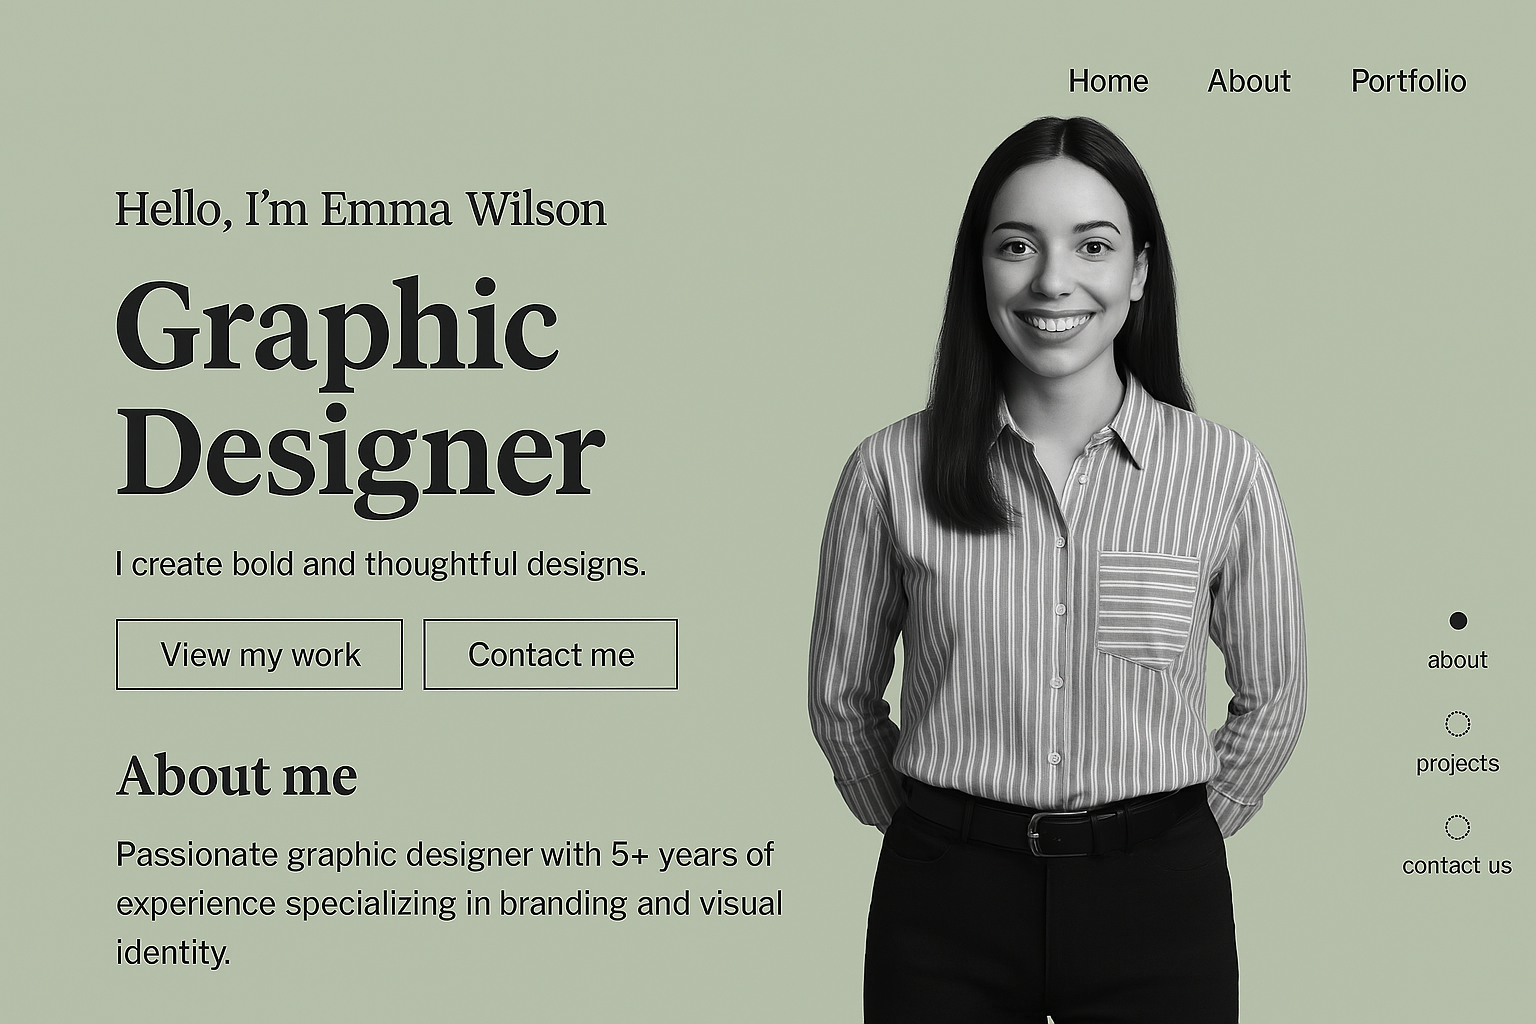 Home About Portfolio
Hello, I’m Emma Wilson
Graphic
Designer
I create bold and thoughtful designs.
View my work Contact me
About me
Passionate graphic designer with 5+ years of
experience specializing in branding and visual
identity.
about
projects
contact us